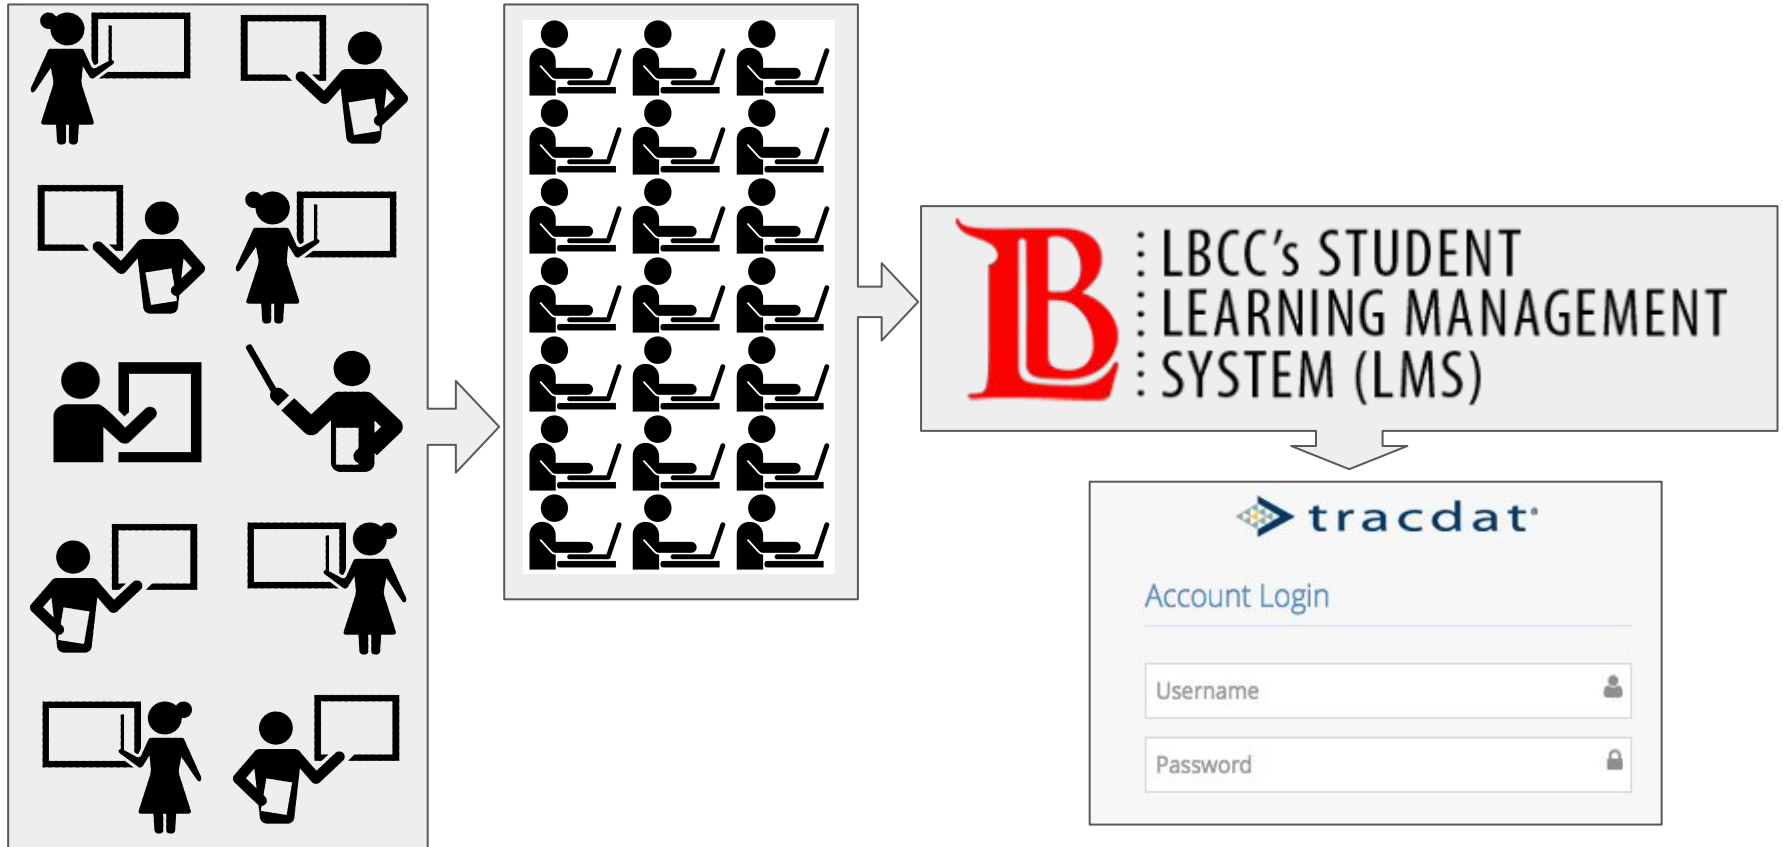 LBCC's STUDENT
LEARNING MANAGEMENT
SYSTEM (LMS)
tracdat
Account Login
Username
Password